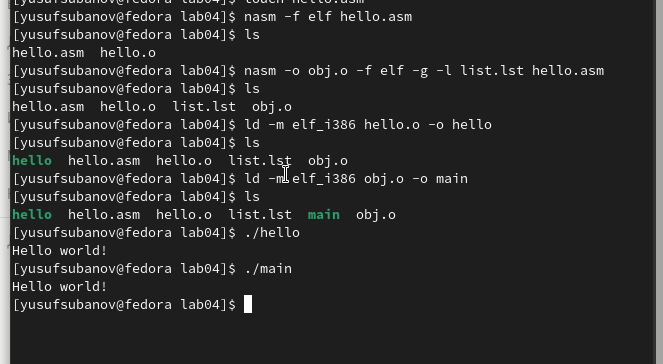 [yusufsubanov@fedora lab04]$ touch hello.asm
[yusufsubanov@fedora lab04]$ nasm -f elf hello.asm
[yusufsubanov@fedora lab04]$ ls
hello.asm  hello.o
[yusufsubanov@fedora lab04]$ nasm -o obj.o -f elf -g -l list.lst hello.asm
[yusufsubanov@fedora lab04]$ ls
hello.asm  hello.o  list.lst  obj.o
[yusufsubanov@fedora lab04]$ ld -m elf_i386 hello.o -o hello
[yusufsubanov@fedora lab04]$ ls
hello  hello.asm  hello.o  list.lst  obj.o
[yusufsubanov@fedora lab04]$ ld -m elf_i386 obj.o -o main
[yusufsubanov@fedora lab04]$ ls
hello  hello.asm  hello.o  list.lst  main  obj.o
[yusufsubanov@fedora lab04]$ ./hello
Hello world!
[yusufsubanov@fedora lab04]$ ./main
Hello world!
[yusufsubanov@fedora lab04]$